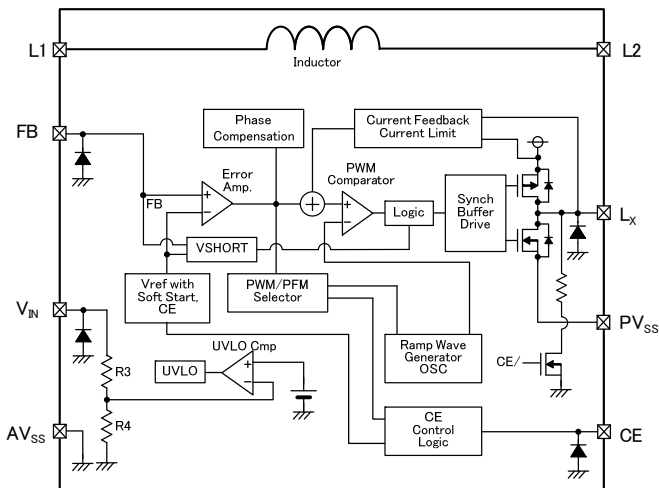 L1
L2
Inductor
FB
Phase
Compensation
Current Feedback
Current Limit
Error
Amp.
PWM
Comparator
FB
+
−
+
+
−
Logic
Synch
Buffer
Drive
LX
VSHORT
Vref with
Soft Start,
CE
PWM/PFM
Selector
VIN
Ramp Wave
Generator
OSC
PVSS
R3
UVLO Cmp
UVLO
+
−
CE/
R4
AVSS
CE
Control
Logic
CE